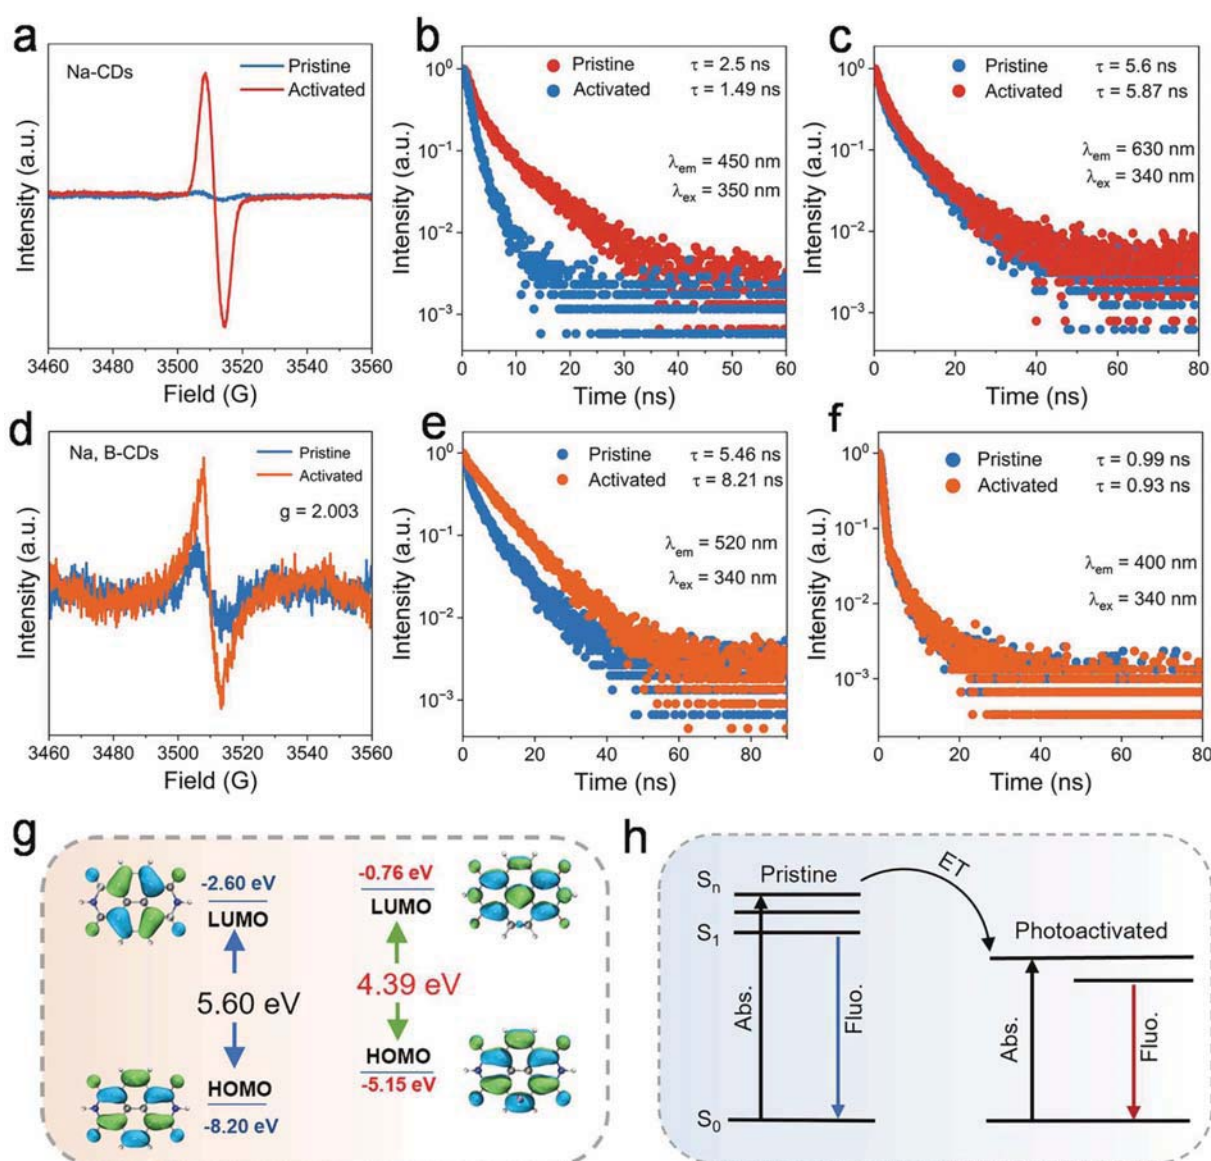 a
Na-CDs
Pristine
Activated
Intensity (a.u.)
3460 3480 3500 3520 3540 3560
Field (G)
b
Pristine τ = 2.5 ns
Activated τ = 1.49 ns
λem = 450 nm
λex = 350 nm
Intensity (a.u.)
10⁰
10⁻¹
10⁻²
10⁻³
0 10 20 30 40 50 60
Time (ns)
c
Pristine τ = 5.6 ns
Activated τ = 5.87 ns
λem = 630 nm
λex = 340 nm
Intensity (a.u.)
10⁰
10⁻¹
10⁻²
10⁻³
0 20 40 60 80
Time (ns)
d
Na, B-CDs
Pristine
Activated
g = 2.003
Intensity (a.u.)
3460 3480 3500 3520 3540 3560
Field (G)
e
Pristine τ = 5.46 ns
Activated τ = 8.21 ns
λem = 520 nm
λex = 340 nm
Intensity (a.u.)
10⁰
10⁻¹
10⁻²
10⁻³
0 20 40 60 80
Time (ns)
f
Pristine τ = 0.99 ns
Activated τ = 0.93 ns
λem = 400 nm
λex = 340 nm
Intensity (a.u.)
10⁰
10⁻¹
10⁻²
10⁻³
0 20 40 60 80
Time (ns)
g
-2.60 eV
LUMO
5.60 eV
HOMO
-8.20 eV
-0.76 eV
LUMO
4.39 eV
HOMO
-5.15 eV
h
Pristine
ET
Photoactivated
Sn
S1
S0
Abs.
Fluo.
Abs.
Fluo.